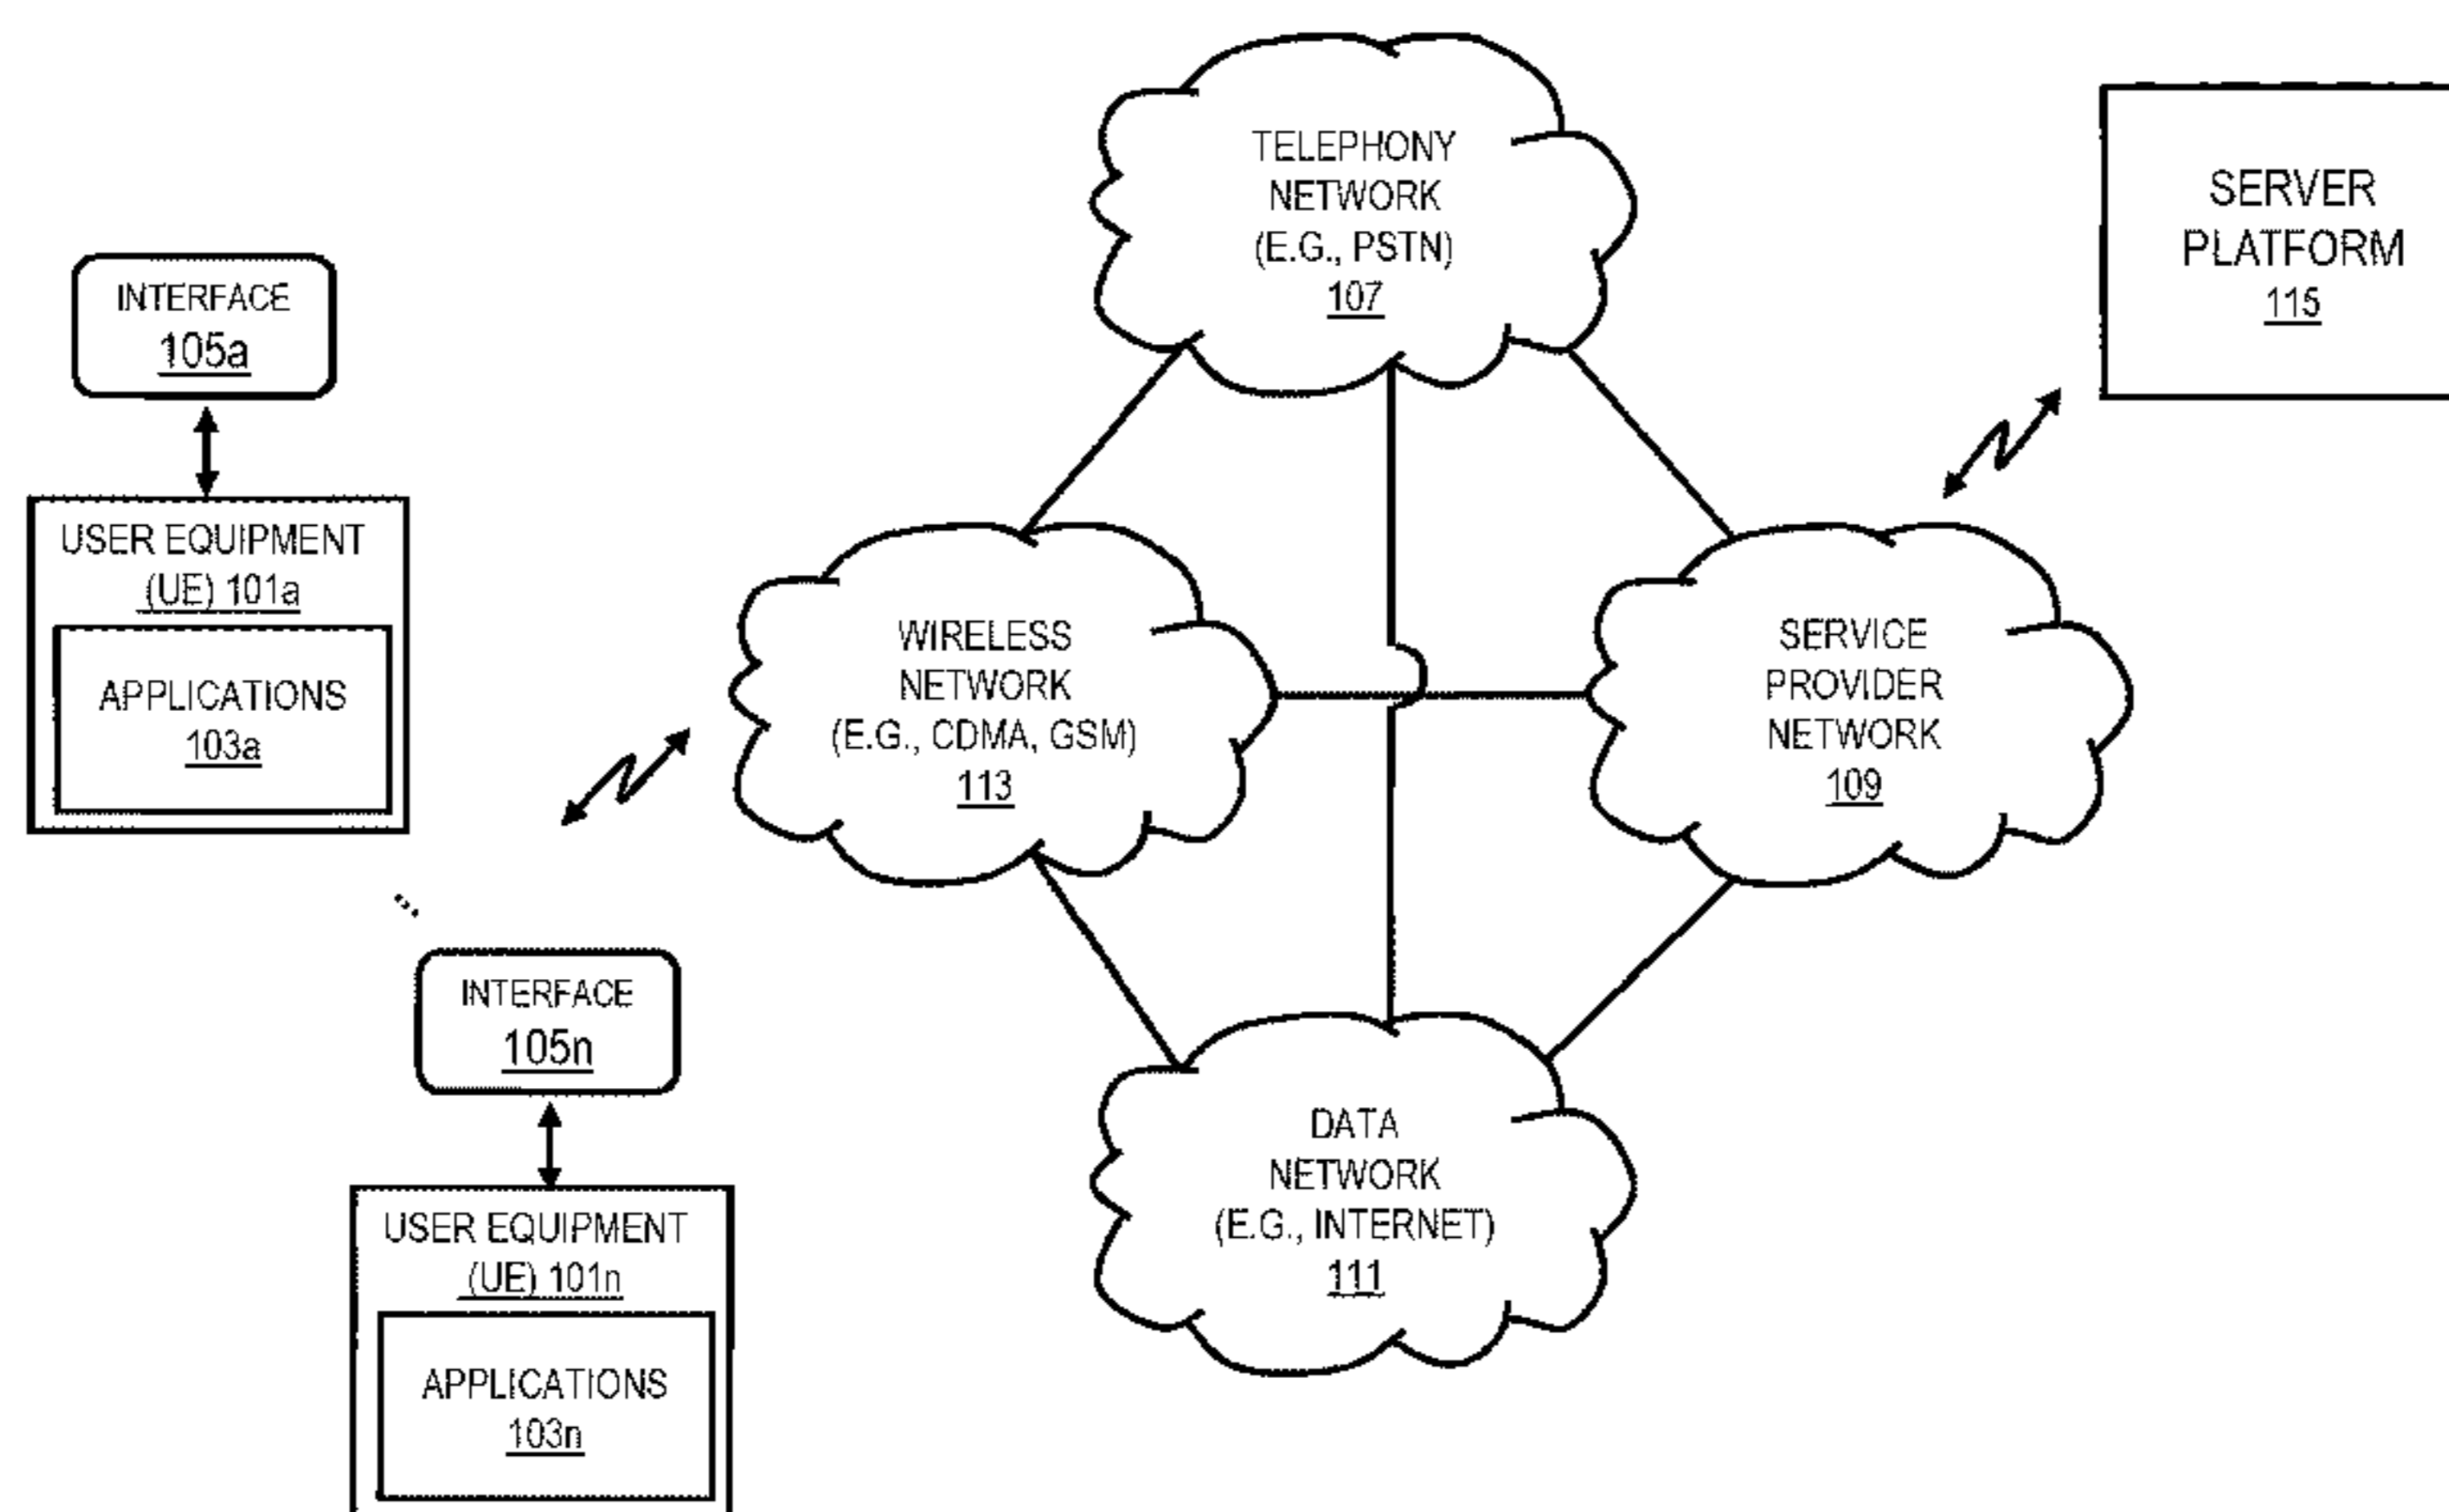 TELEPHONY
NETWORK
(E.G., PSTN)
107
SERVER
PLATFORM
115
INTERFACE
105a
USER EQUIPMENT
(UE) 101a
APPLICATIONS
103a
WIRELESS
NETWORK
(E.G., CDMA, GSM)
113
SERVICE
PROVIDER
NETWORK
109
...
INTERFACE
105n
USER EQUIPMENT
(UE) 101n
APPLICATIONS
103n
DATA
NETWORK
(E.G., INTERNET)
111